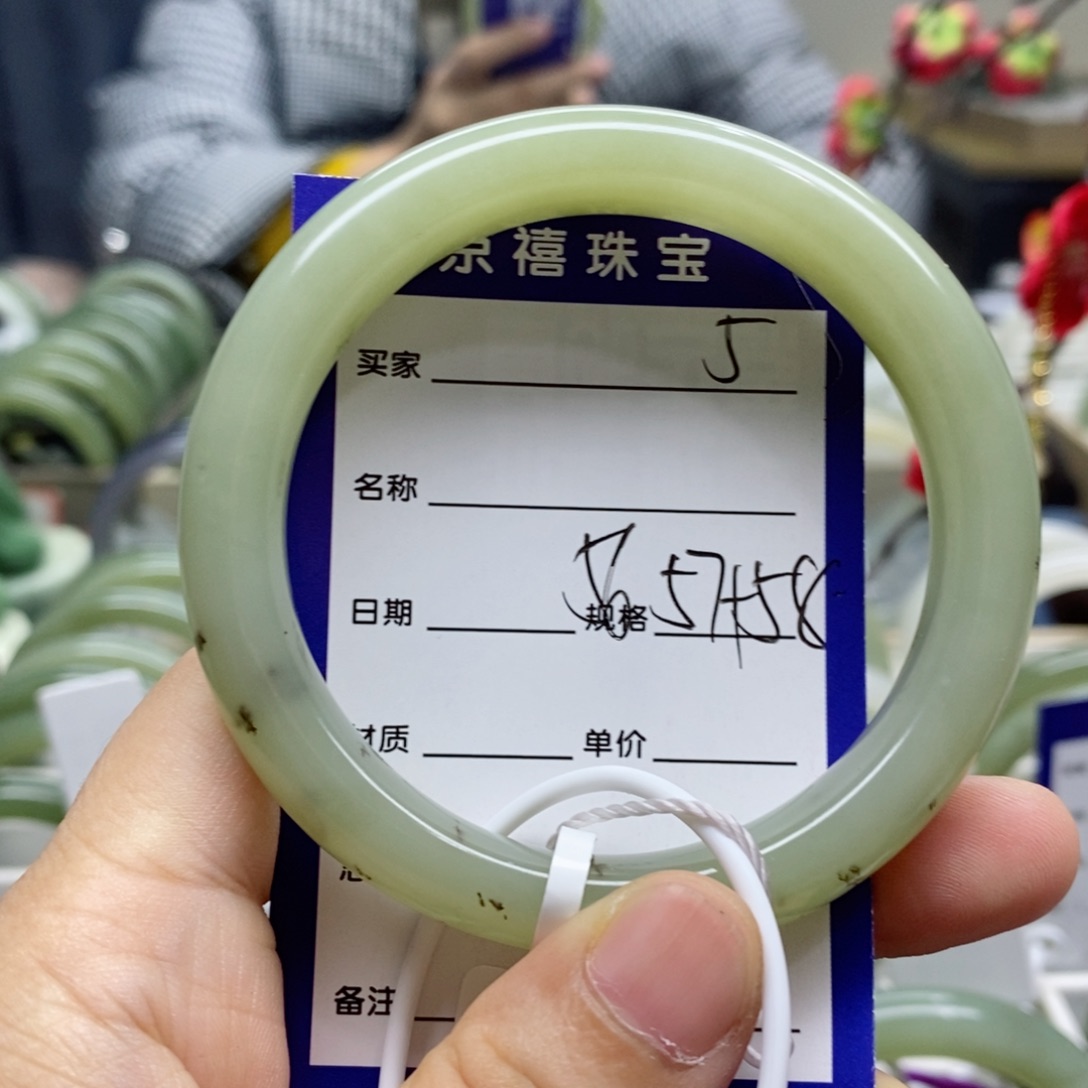 京禧珠宝
买家 5
名称
日期 规格 57+58
材质 单价
备注